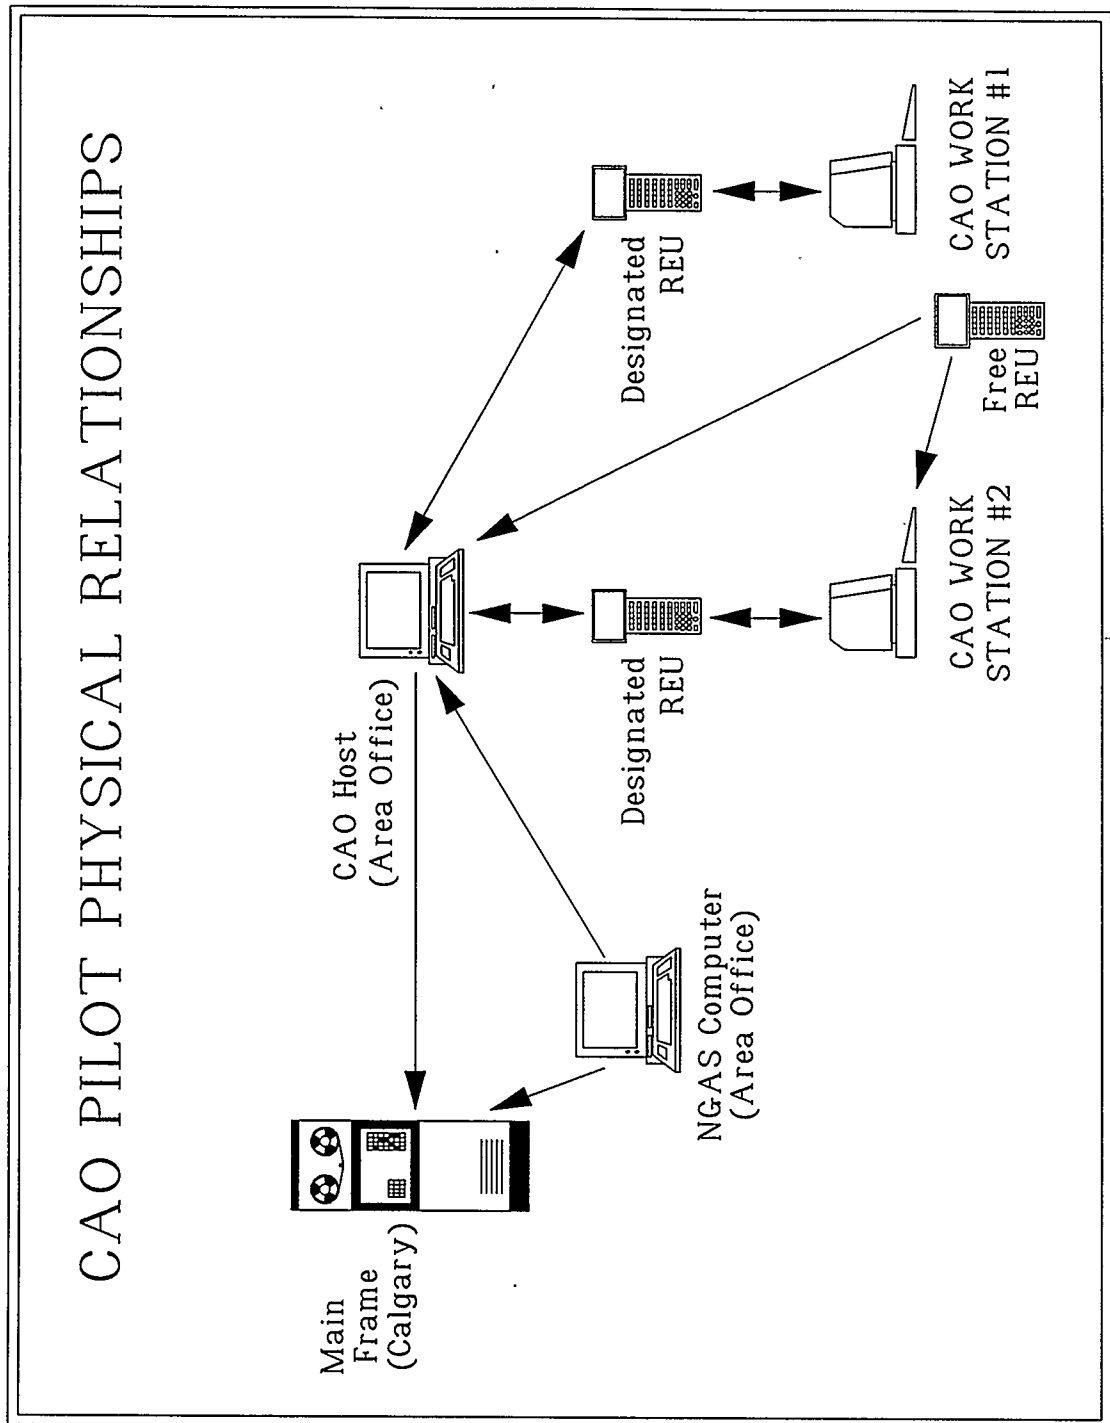 CAO PILOT PHYSICAL RELATIONSHIPS
Main
Frame
(Calgary)
CAO Host
(Area Office)
NGAS Computer
(Area Office)
Designated
REU
Designated
REU
CAO WORK
STATION #2
Free
REU
CAO WORK
STATION #1